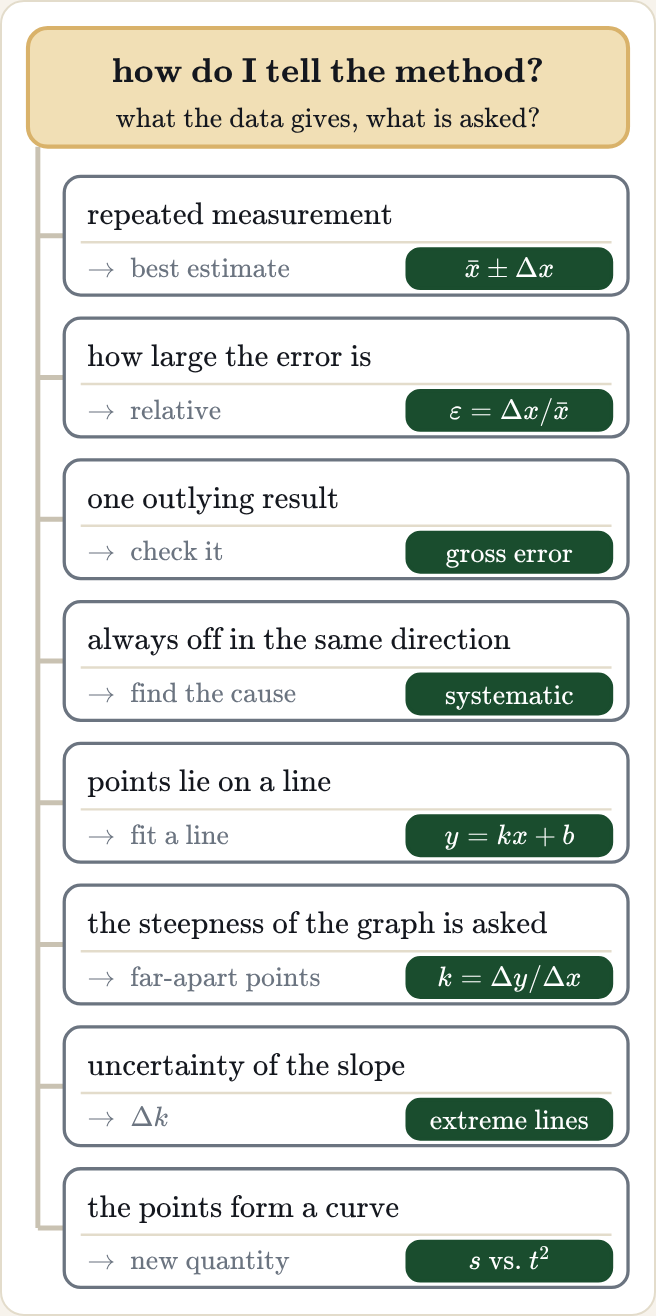 how do I tell the method?
what the data gives, what is asked?
repeated measurement
→ best estimate x̄ ± Δx
how large the error is
→ relative ε = Δx/x̄
one outlying result
→ check it gross error
always off in the same direction
→ find the cause systematic
points lie on a line
→ fit a line y = kx + b
the steepness of the graph is asked
→ far-apart points k = Δy/Δx
uncertainty of the slope
→ Δk extreme lines
the points form a curve
→ new quantity s vs. t²